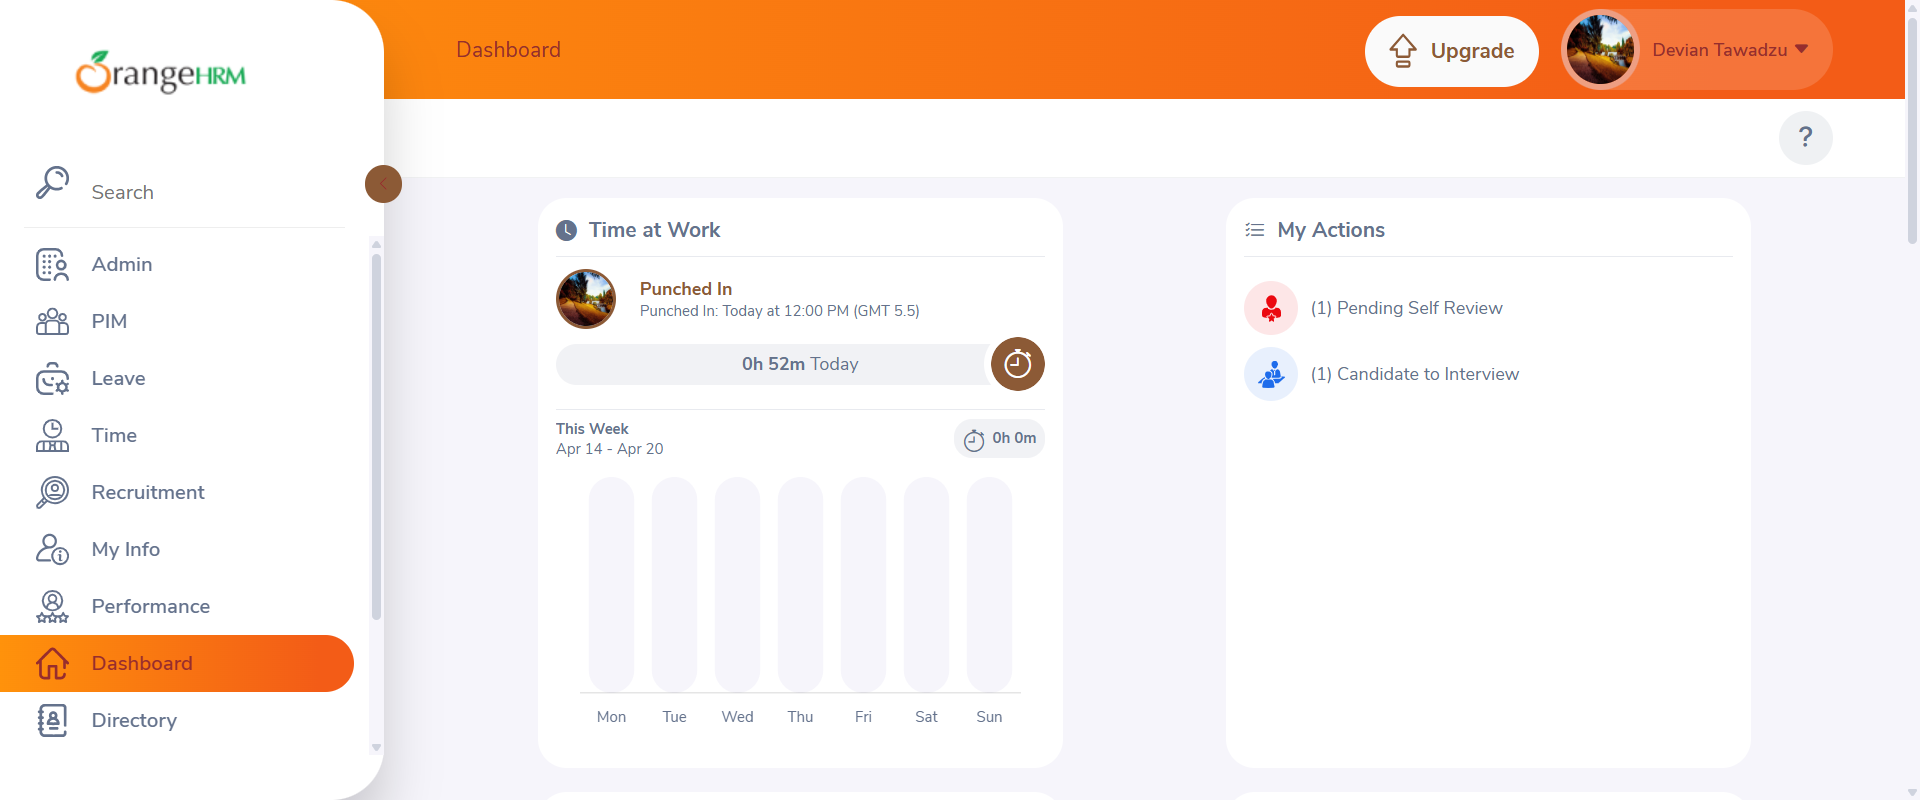 OrangeHRM
Search
Admin
PIM
Leave
Time
Recruitment
My Info
Performance
Dashboard
Directory
Dashboard
Upgrade
Devian Tawadzu
?
Time at Work
Punched In
Punched In: Today at 12:00 PM (GMT 5.5)
0h 52m Today
This Week
Apr 14 - Apr 20
0h 0m
Mon Tue Wed Thu Fri Sat Sun
My Actions
(1) Pending Self Review
(1) Candidate to Interview